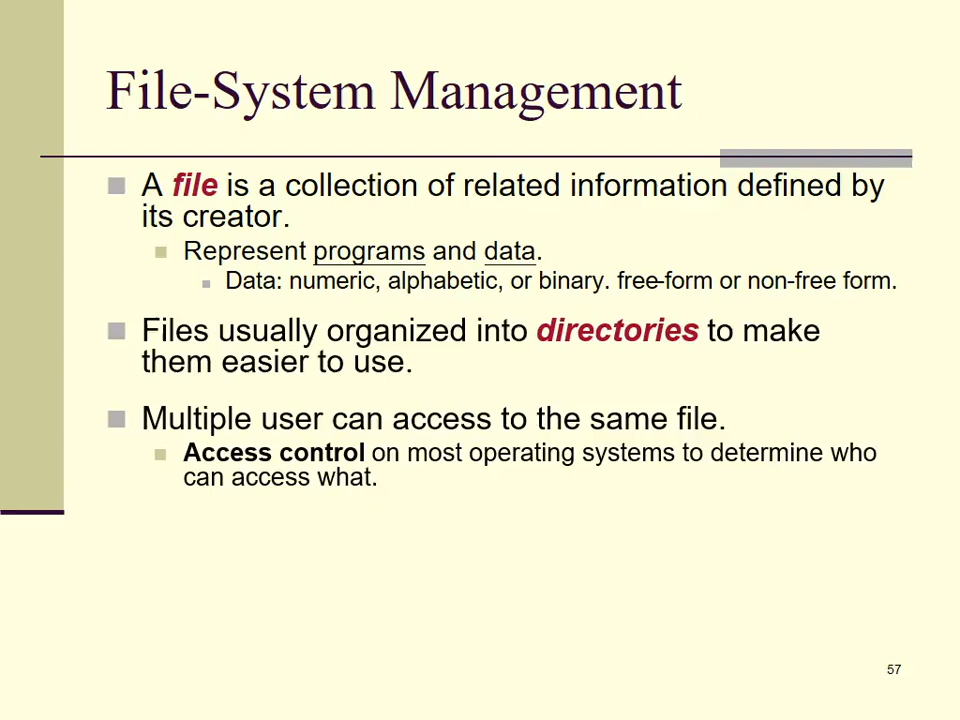 File-System Management
A file is a collection of related information defined by
its creator.
Represent programs and data.
Data: numeric, alphabetic, or binary. free-form or non-free form.
Files usually organized into directories to make
them easier to use.
Multiple user can access to the same file.
Access control on most operating systems to determine who
can access what.
57